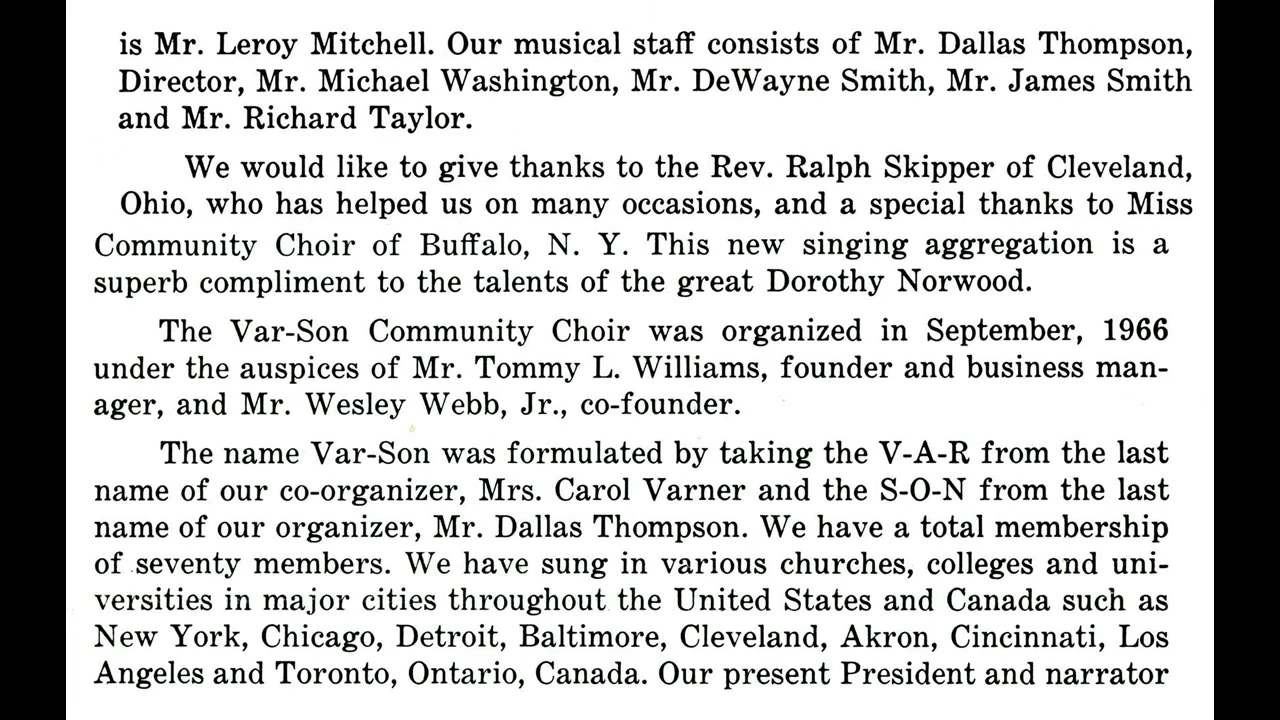 is Mr. Leroy Mitchell. Our musical staff consists of Mr. Dallas Thompson,
Director, Mr. Michael Washington, Mr. DeWayne Smith, Mr. James Smith
and Mr. Richard Taylor.
We would like to give thanks to the Rev. Ralph Skipper of Cleveland,
Ohio, who has helped us on many occasions, and a special thanks to Miss
Community Choir of Buffalo, N. Y. This new singing aggregation is a
superb compliment to the talents of the great Dorothy Norwood.
The Var-Son Community Choir was organized in September, 1966
under the auspices of Mr. Tommy L. Williams, founder and business man-
ager, and Mr. Wesley Webb, Jr., co-founder.
The name Var-Son was formulated by taking the V-A-R from the last
name of our co-organizer, Mrs. Carol Varner and the S-O-N from the last
name of our organizer, Mr. Dallas Thompson. We have a total membership
of seventy members. We have sung in various churches, colleges and uni-
versities in major cities throughout the United States and Canada such as
New York, Chicago, Detroit, Baltimore, Cleveland, Akron, Cincinnati, Los
Angeles and Toronto, Ontario, Canada. Our present President and narrator